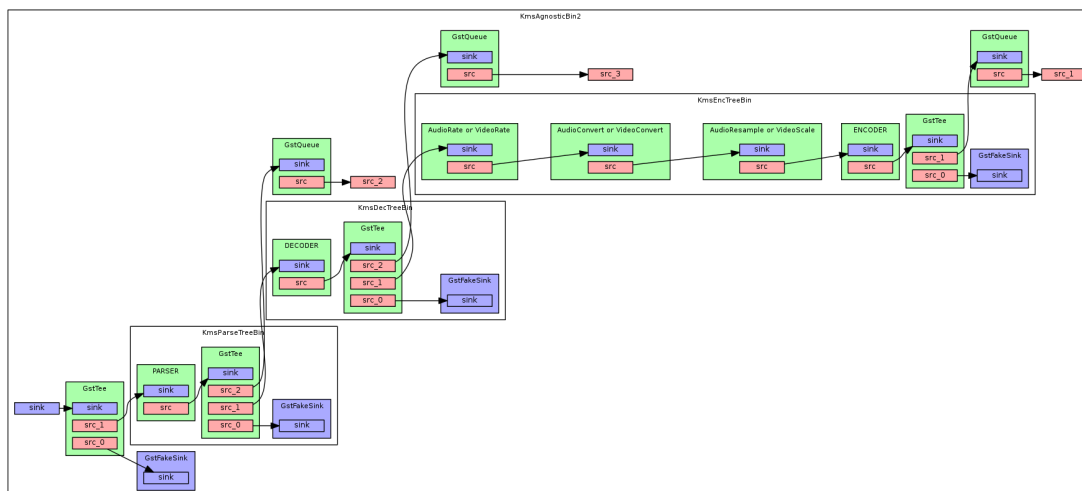 KmsAgnosticBin2
GstQueue
sink
src
src_3
GstQueue
sink
src
src_1
KmsEncTreeBin
AudioRate or VideoRate
sink
src
AudioConvert or VideoConvert
sink
src
AudioResample or VideoScale
sink
src
ENCODER
sink
src
GstTee
sink
src_1
src_0
GstFakeSink
sink
GstQueue
sink
src
src_2
KmsDecTreeBin
DECODER
sink
src
GstTee
sink
src_2
src_1
src_0
GstFakeSink
sink
KmsParseTreeBin
PARSER
sink
src
GstTee
sink
src_2
src_1
src_0
GstFakeSink
sink
sink
GstTee
sink
src_1
src_0
GstFakeSink
sink